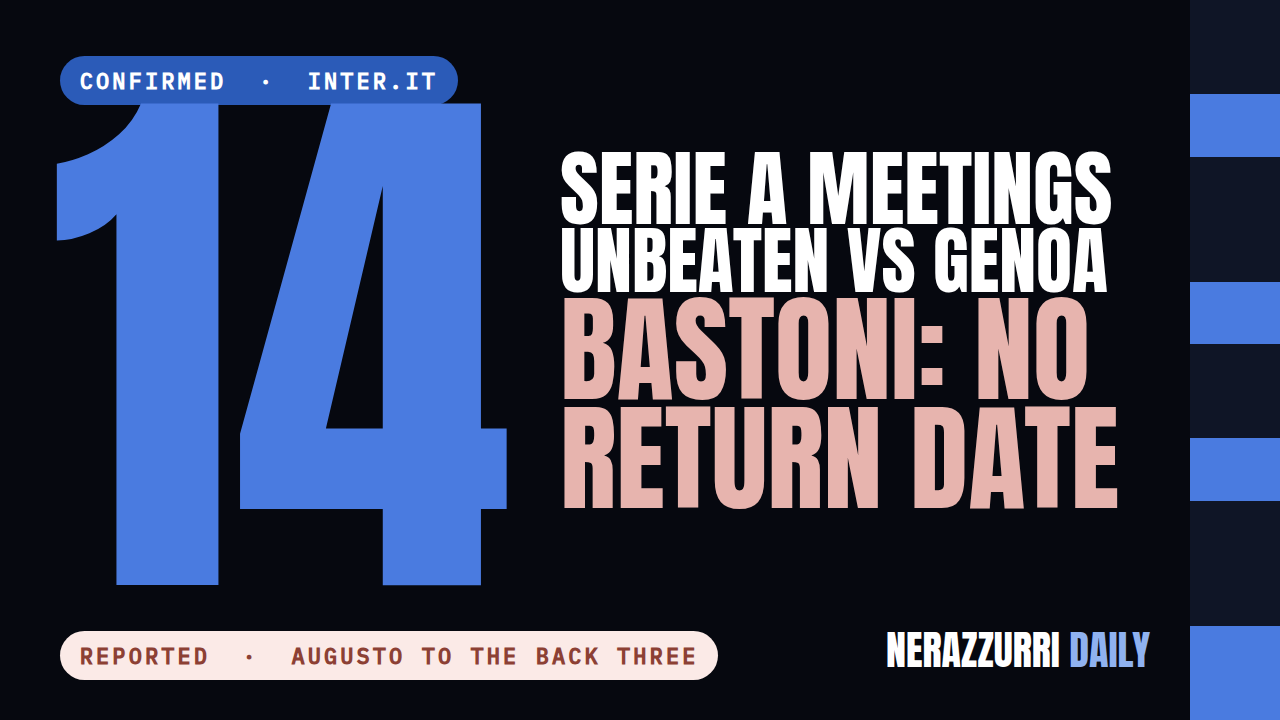 CONFIRMED · INTER.IT
14
SERIE A MEETINGS
UNBEATEN VS GENOA
BASTONI: NO
RETURN DATE
REPORTED · AUGUSTO TO THE BACK THREE
NERAZZURRI DAILY